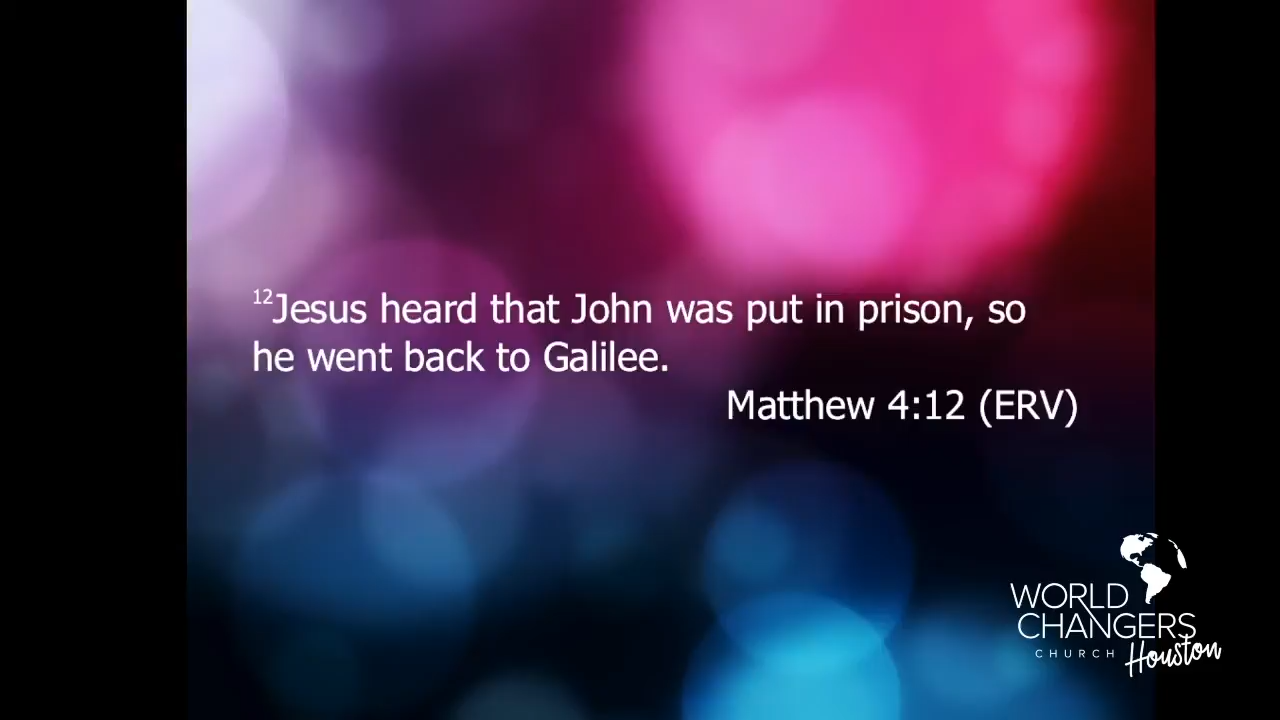 12Jesus heard that John was put in prison, so
he went back to Galilee.
Matthew 4:12 (ERV)
WORLD
CHANGERS
CHURCH Houston